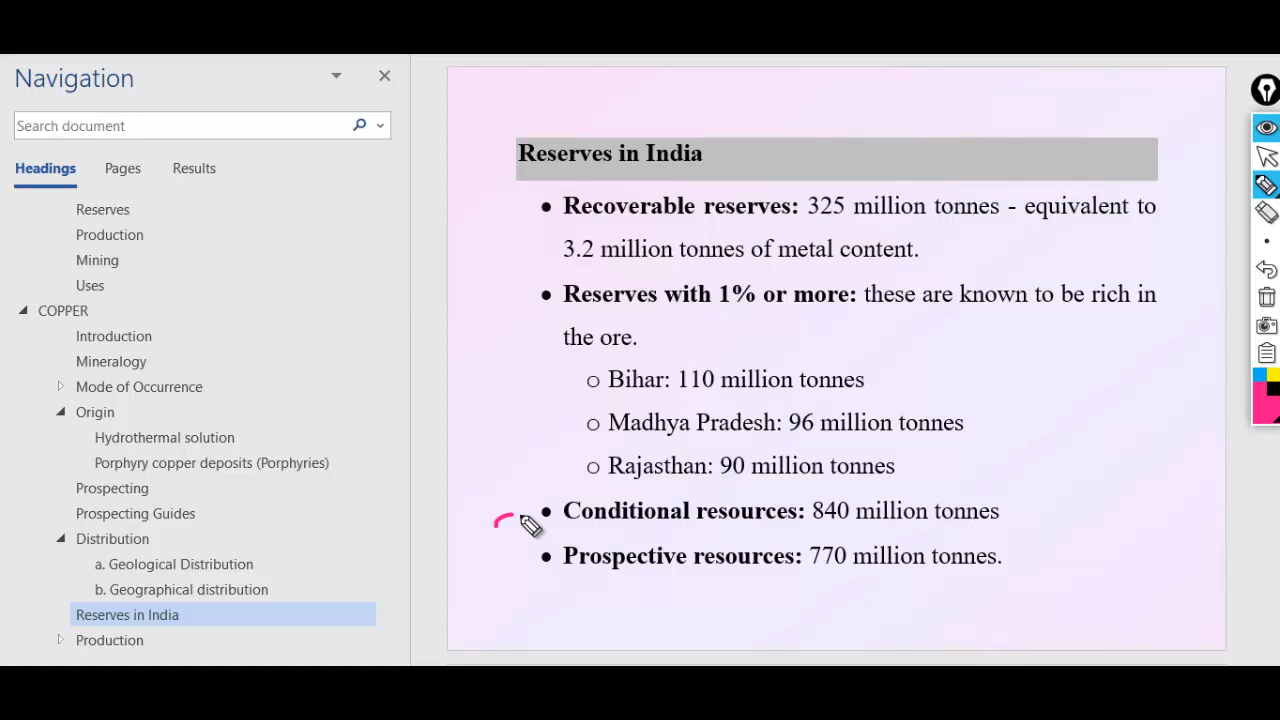 Navigation
Search document
Headings Pages Results
Reserves
Production
Mining
Uses
COPPER
Introduction
Mineralogy
Mode of Occurrence
Origin
Hydrothermal solution
Porphyry copper deposits (Porphyries)
Prospecting
Prospecting Guides
Distribution
a. Geological Distribution
b. Geographical distribution
Reserves in India
Production
Reserves in India
• Recoverable reserves: 325 million tonnes - equivalent to
3.2 million tonnes of metal content.
• Reserves with 1% or more: these are known to be rich in
the ore.
o Bihar: 110 million tonnes
o Madhya Pradesh: 96 million tonnes
o Rajasthan: 90 million tonnes
• Conditional resources: 840 million tonnes
• Prospective resources: 770 million tonnes.